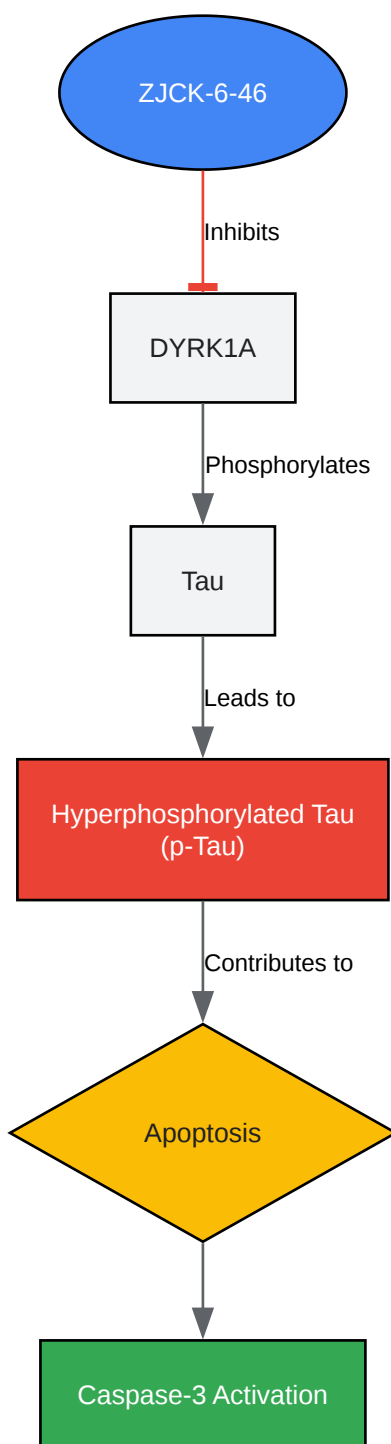 ZJCK-6-46
Inhibits
DYRK1A
Phosphorylates
Tau
Leads to
Hyperphosphorylated Tau
(p-Tau)
Contributes to
Apoptosis
Caspase-3 Activation